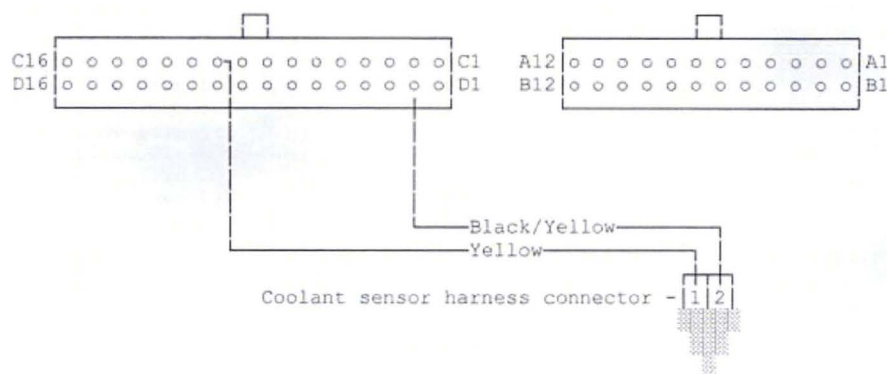 C16 C1 A12 A1
D16 D1 B12 B1
Black/Yellow
Yellow
Coolant sensor harness connector - 1 2